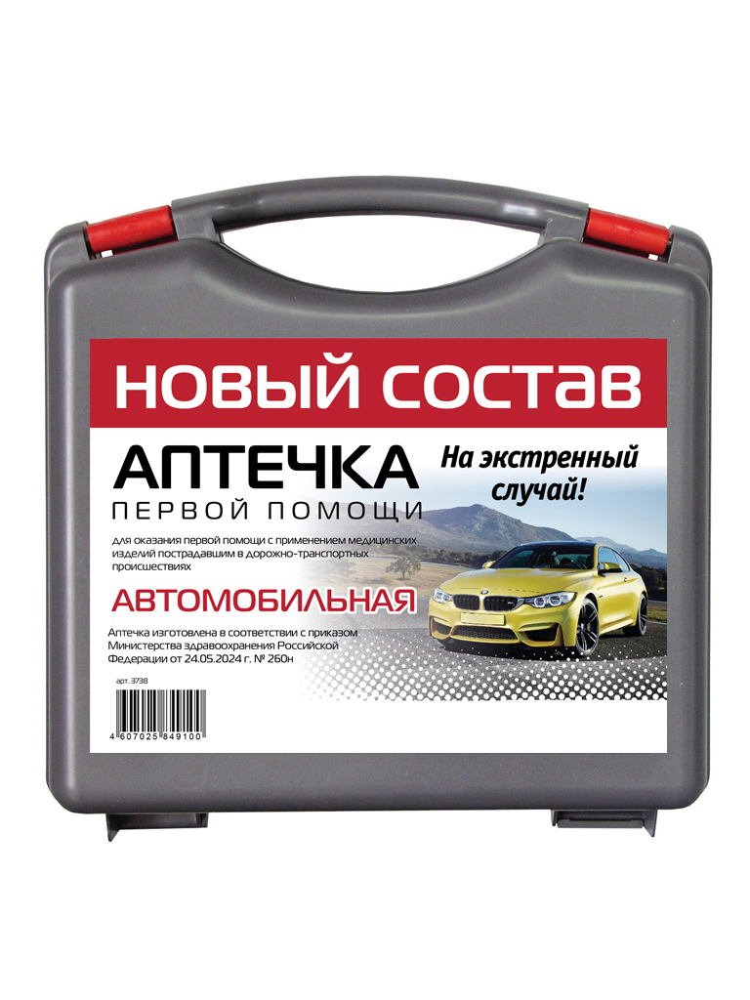 НОВЫЙ СОСТАВ
АПТЕЧКА
ПЕРВОЙ ПОМОЩИ
На экстренный
случай!
для оказания первой помощи с применением медицинских
изделий пострадавшим в дорожно-транспортных
происшествиях
АВТОМОБИЛЬНАЯ
Аптечка изготовлена в соответствии с приказом
Министерства здравоохранения Российской
Федерации от 24.05.2024 г. № 260н
арт. 3738
4 607025 849100